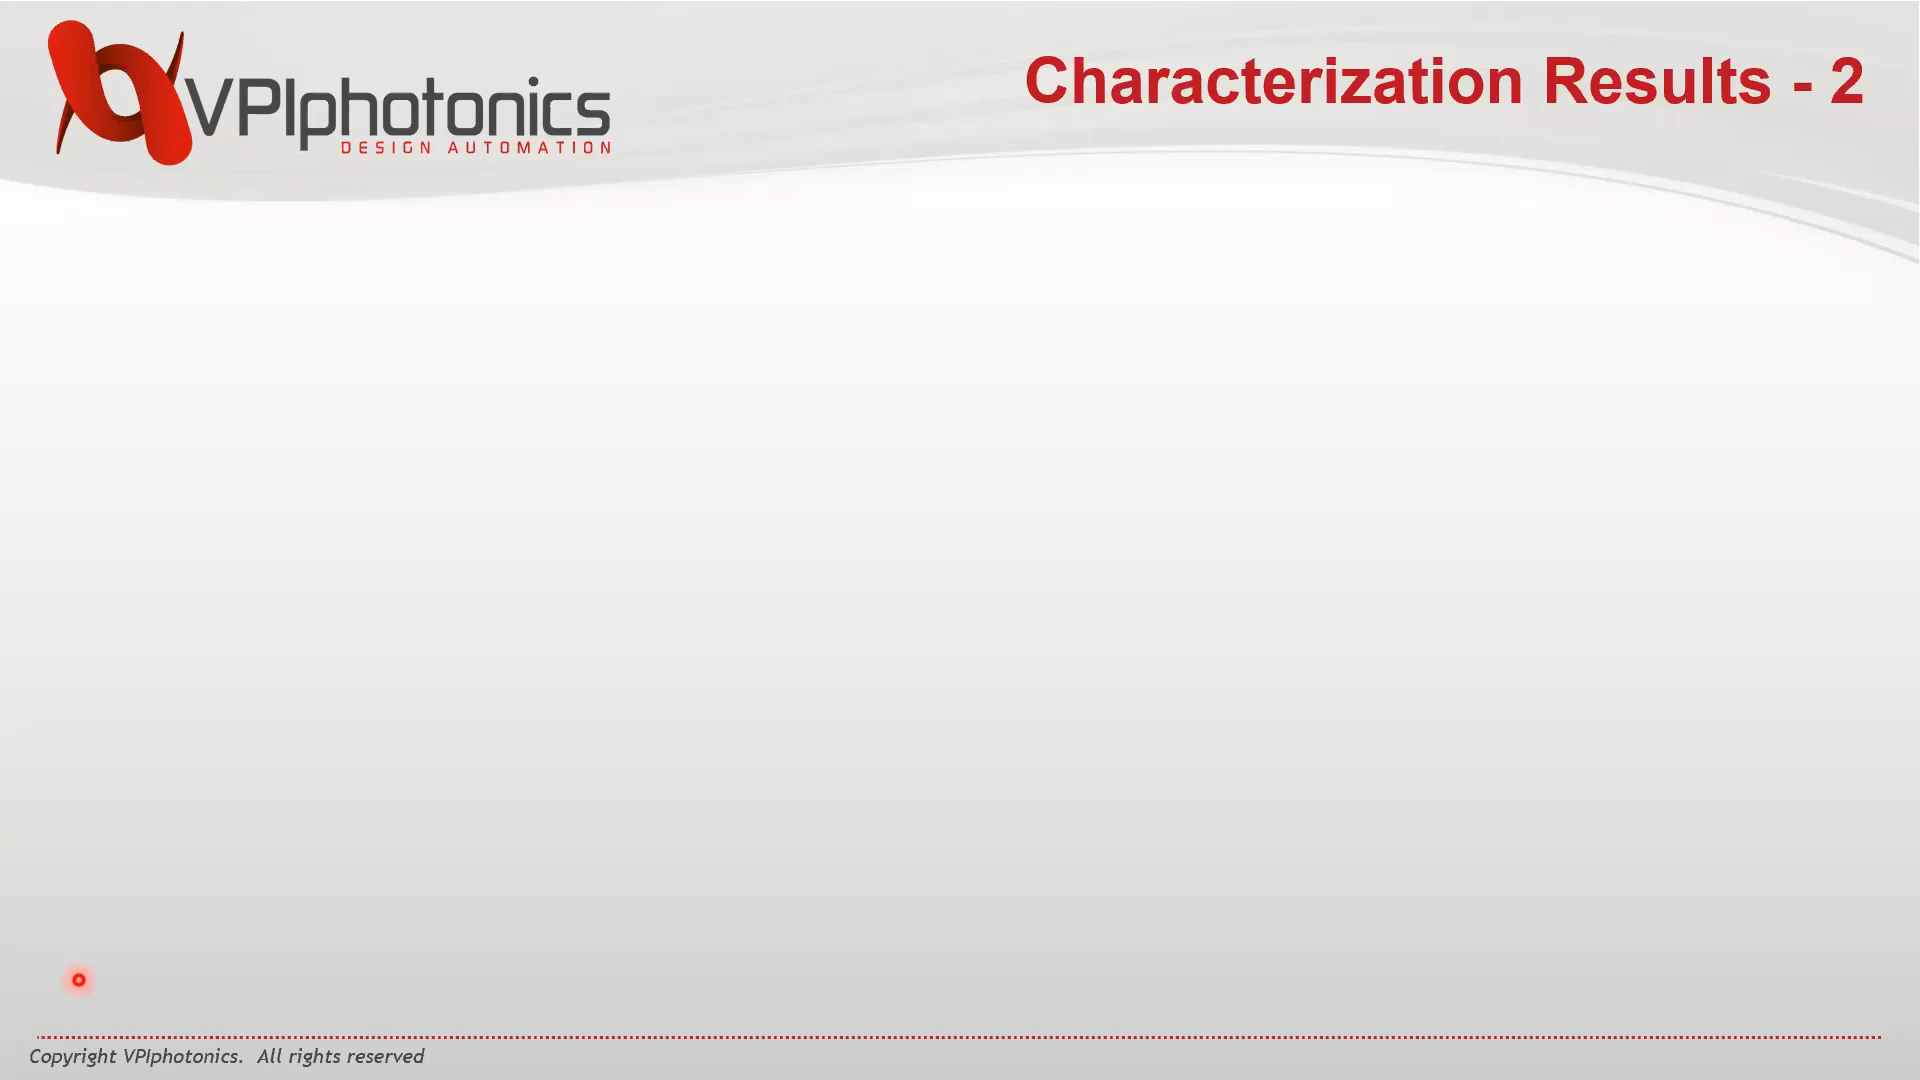 VPIphotonics
DESIGN AUTOMATION
Characterization Results - 2
Copyright VPIphotonics.  All rights reserved